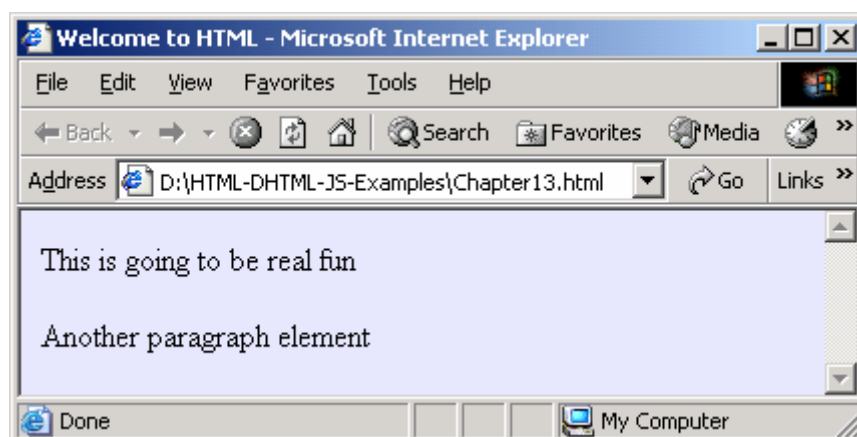 Welcome to HTML - Microsoft Internet Explorer
File Edit View Favorites Tools Help
Back Search Favorites Media »
Address D:\HTML-DHTML-JS-Examples\Chapter13.html Go Links »
This is going to be real fun
Another paragraph element
Done My Computer